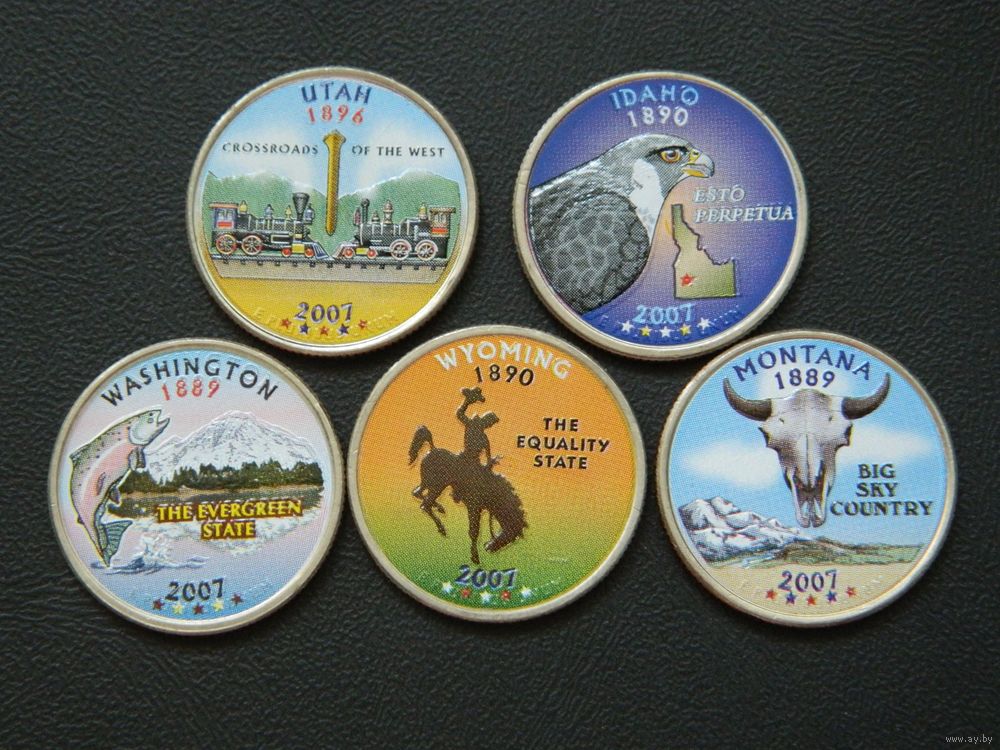 UTAH
1896
CROSSROADS OF THE WEST
2007
IDAHO
1890
ESTO
PERPETUA
2007
WASHINGTON
1889
THE EVERGREEN
STATE
2007
WYOMING
1890
THE
EQUALITY
STATE
2007
MONTANA
1889
BIG
SKY
COUNTRY
2007
www.ay.by